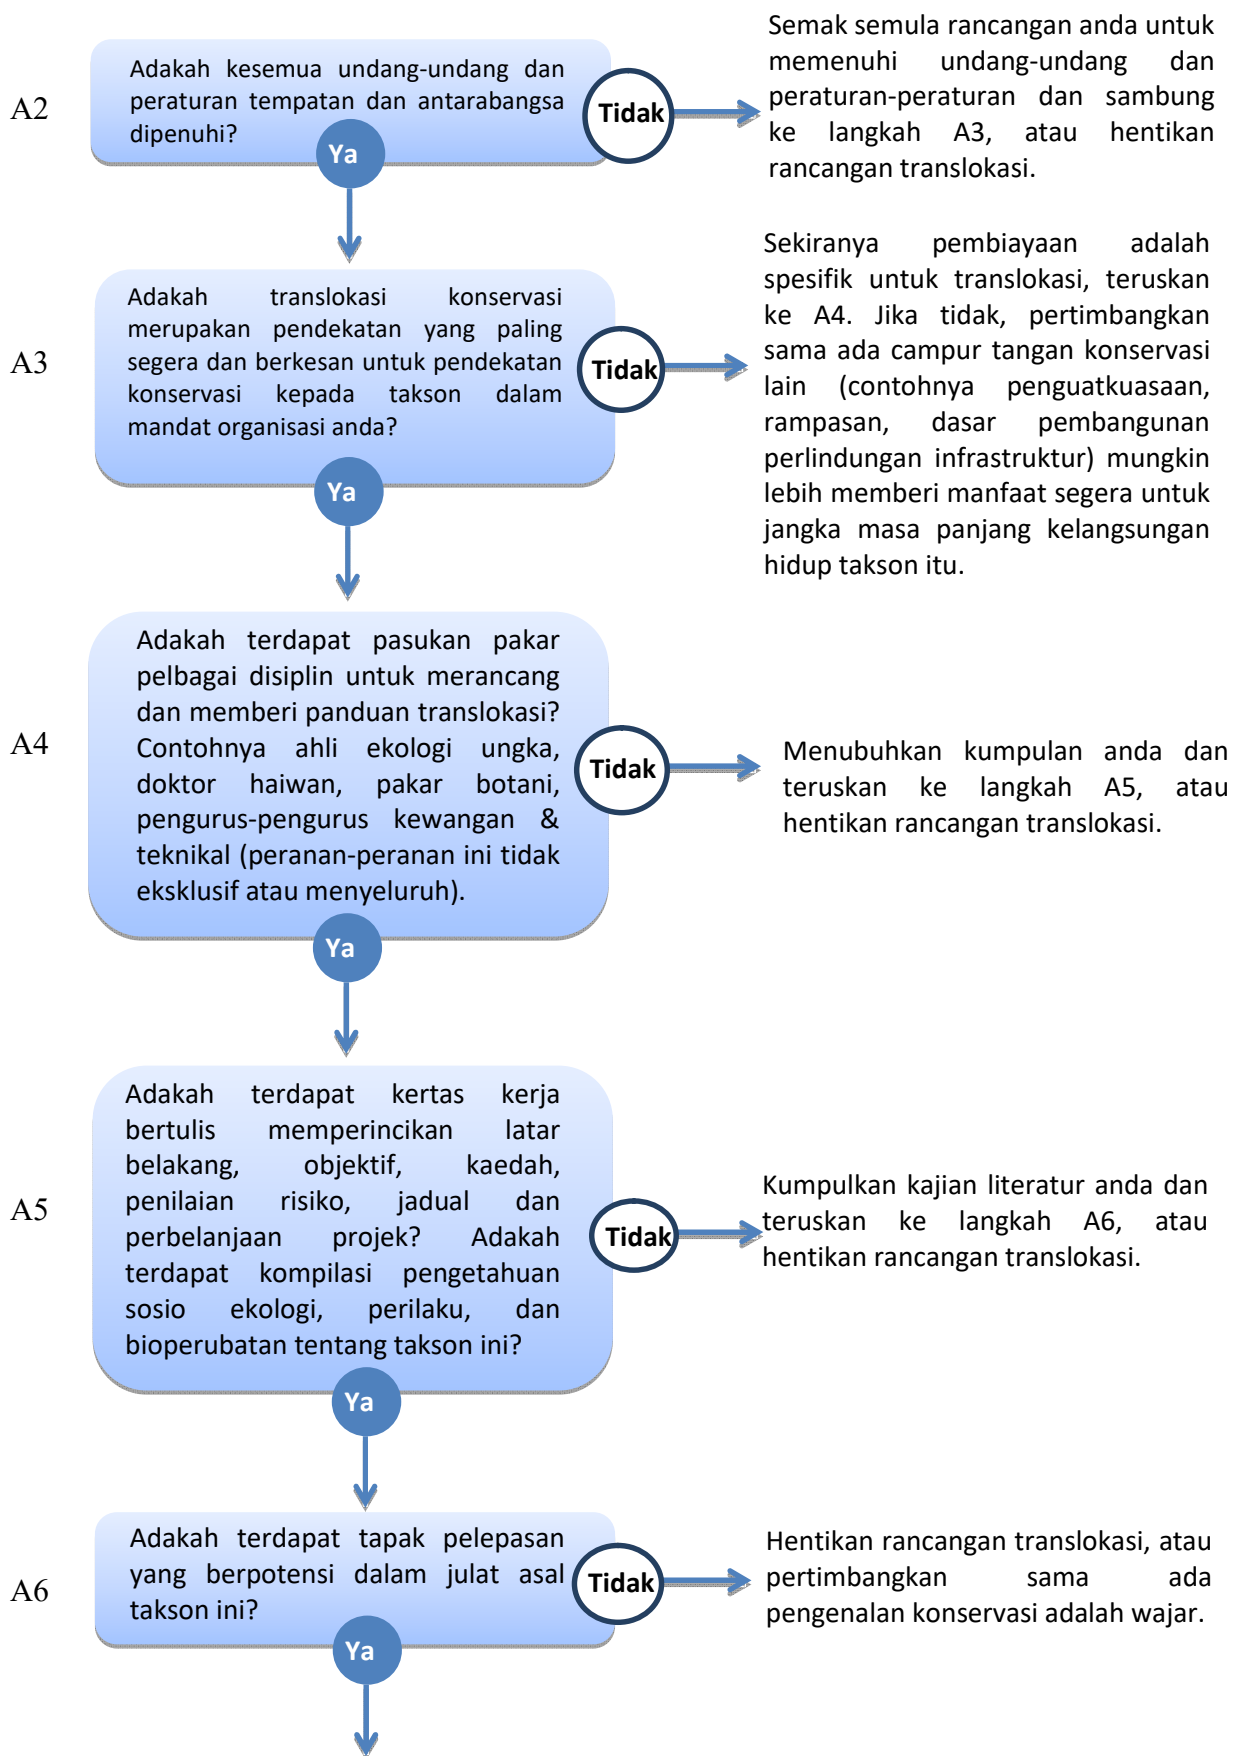 A2
Adakah kesemua undang-undang dan
peraturan tempatan dan antarabangsa
dipenuhi?
Ya
Tidak
Semak semula rancangan anda untuk
memenuhi undang-undang dan
peraturan-peraturan dan sambung
ke langkah A3, atau hentikan
rancangan translokasi.
A3
Adakah translokasi konservasi
merupakan pendekatan yang paling
segera dan berkesan untuk pendekatan
konservasi kepada takson dalam
mandat organisasi anda?
Ya
Tidak
Sekiranya pembiayaan adalah
spesifik untuk translokasi, teruskan
ke A4. Jika tidak, pertimbangkan
sama ada campur tangan konservasi
lain (contohnya penguatkuasaan,
rampasan, dasar pembangunan
perlindungan infrastruktur) mungkin
lebih memberi manfaat segera untuk
jangka masa panjang kelangsungan
hidup takson itu.
A4
Adakah terdapat pasukan pakar
pelbagai disiplin untuk merancang
dan memberi panduan translokasi?
Contohnya ahli ekologi ungka,
doktor haiwan, pakar botani,
pengurus-pengurus kewangan &
teknikal (peranan-peranan ini tidak
eksklusif atau menyeluruh).
Ya
Tidak
Menubuhkan kumpulan anda dan
teruskan ke langkah A5, atau
hentikan rancangan translokasi.
A5
Adakah terdapat kertas kerja
bertulis memperincikan latar
belakang, objektif, kaedah,
penilaian risiko, jadual dan
perbelanjaan projek? Adakah
terdapat kompilasi pengetahuan
sosio ekologi, perilaku, dan
bioperubatan tentang takson ini?
Ya
Tidak
Kumpulkan kajian literatur anda dan
teruskan ke langkah A6, atau
hentikan rancangan translokasi.
A6
Adakah terdapat tapak pelepasan
yang berpotensi dalam julat asal
takson ini?
Ya
Tidak
Hentikan rancangan translokasi, atau
pertimbangkan sama ada
pengenalan konservasi adalah wajar.